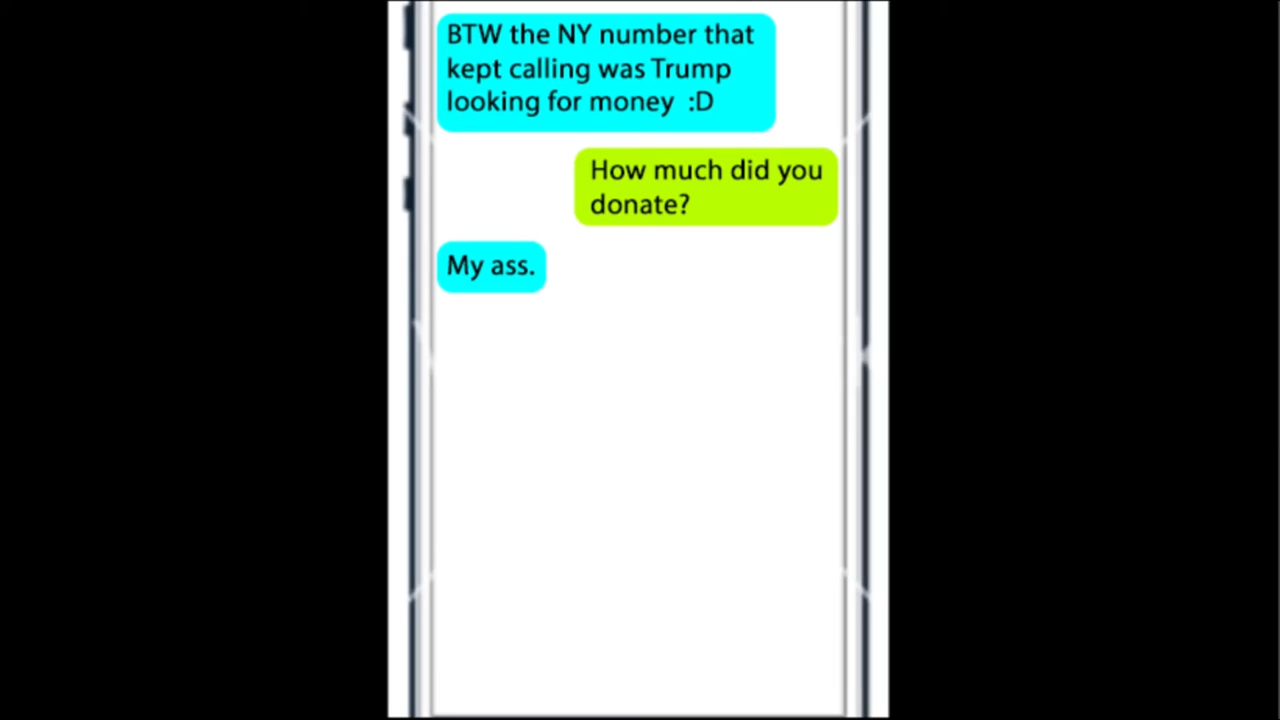 BTW the NY number that
kept calling was Trump
looking for money  :D
How much did you
donate?
My ass.